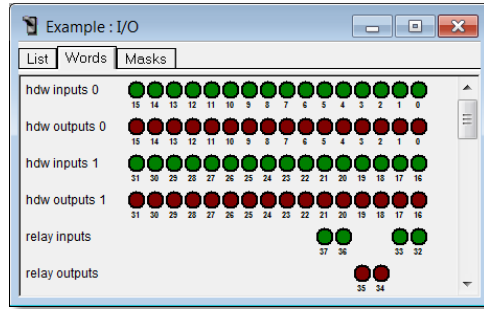 Example : I/O
List Words Masks
hdw inputs 0
15 14 13 12 11 10 9 8 7 6 5 4 3 2 1 0
hdw outputs 0
15 14 13 12 11 10 9 8 7 6 5 4 3 2 1 0
hdw inputs 1
31 30 29 28 27 26 25 24 23 22 21 20 19 18 17 16
hdw outputs 1
31 30 29 28 27 26 25 24 23 22 21 20 19 18 17 16
relay inputs
37 36 33 32
relay outputs
35 34